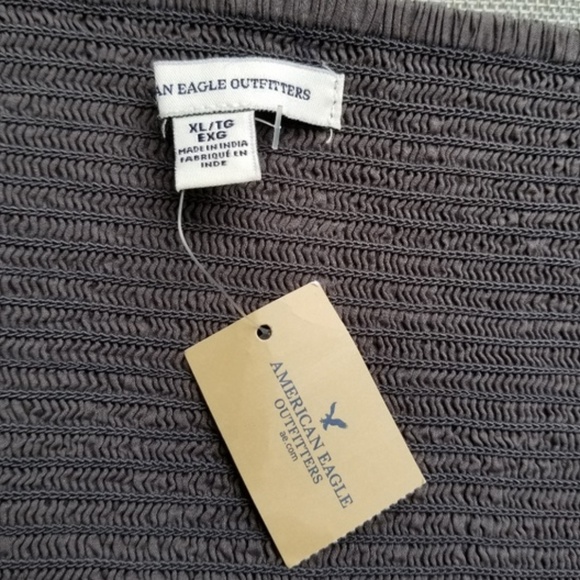 AN EAGLE OUTFITTERS
XL/TG
EXG
MADE IN INDIA
FABRIQUÉ EN
INDE
AMERICAN EAGLE
OUTFITTERS
ae.com